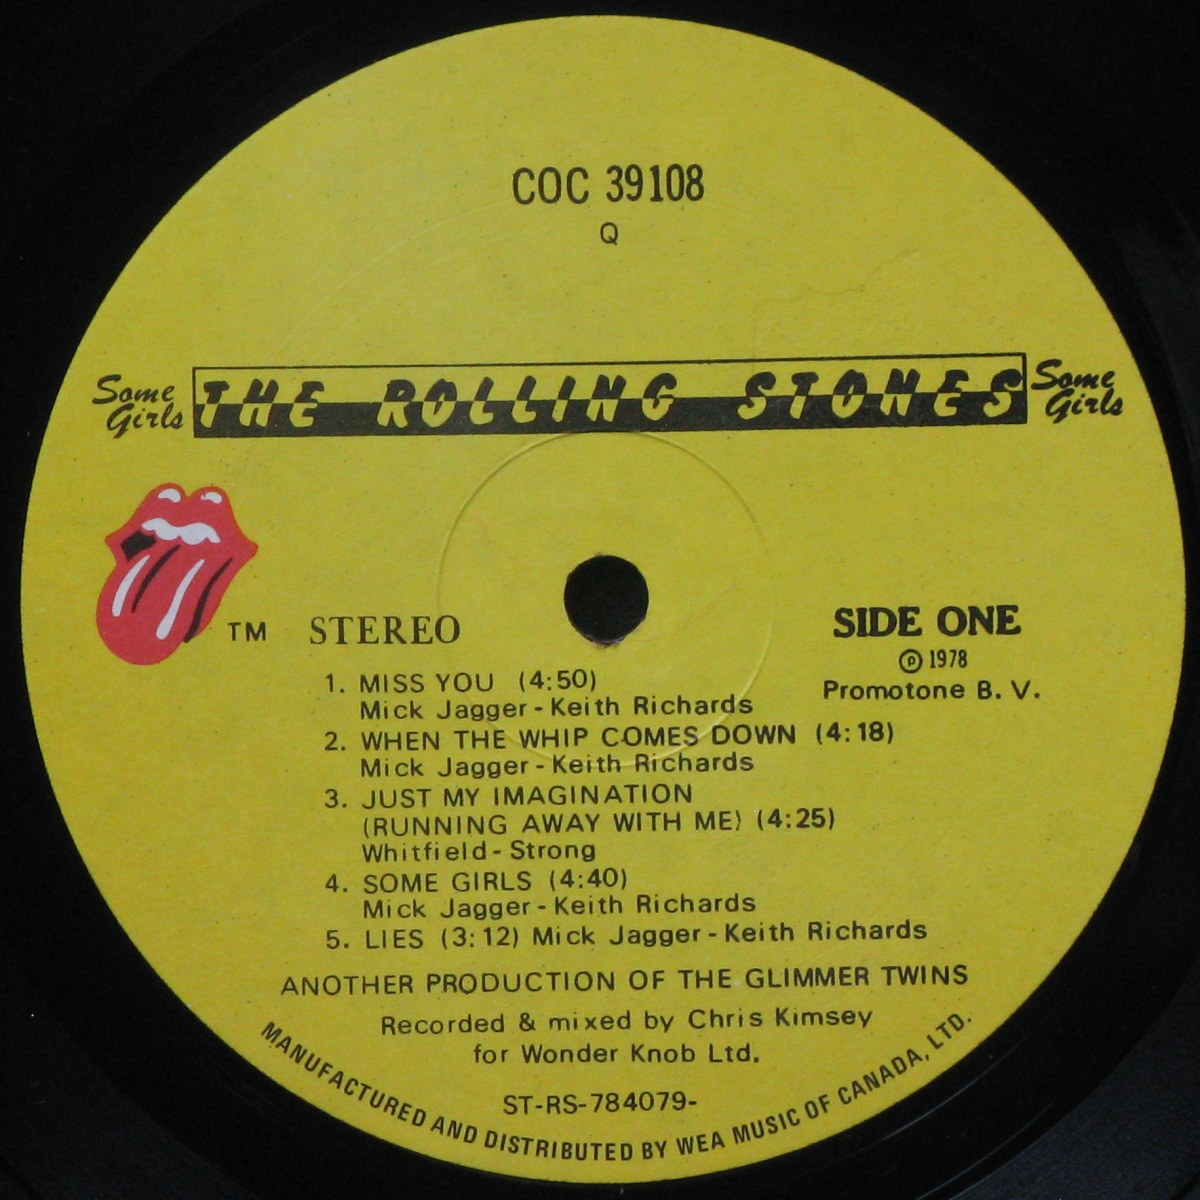 COC 39108
Q
Some Girls THE ROLLING STONES Some Girls
TM STEREO SIDE ONE
℗ 1978
Promotone B. V.
1. MISS YOU (4:50)
Mick Jagger - Keith Richards
2. WHEN THE WHIP COMES DOWN (4:18)
Mick Jagger - Keith Richards
3. JUST MY IMAGINATION
(RUNNING AWAY WITH ME) (4:25)
Whitfield - Strong
4. SOME GIRLS (4:40)
Mick Jagger - Keith Richards
5. LIES (3:12) Mick Jagger - Keith Richards
ANOTHER PRODUCTION OF THE GLIMMER TWINS
Recorded & mixed by Chris Kimsey
for Wonder Knob Ltd.
ST-RS-784079-
MANUFACTURED AND DISTRIBUTED BY WEA MUSIC OF CANADA, LTD.